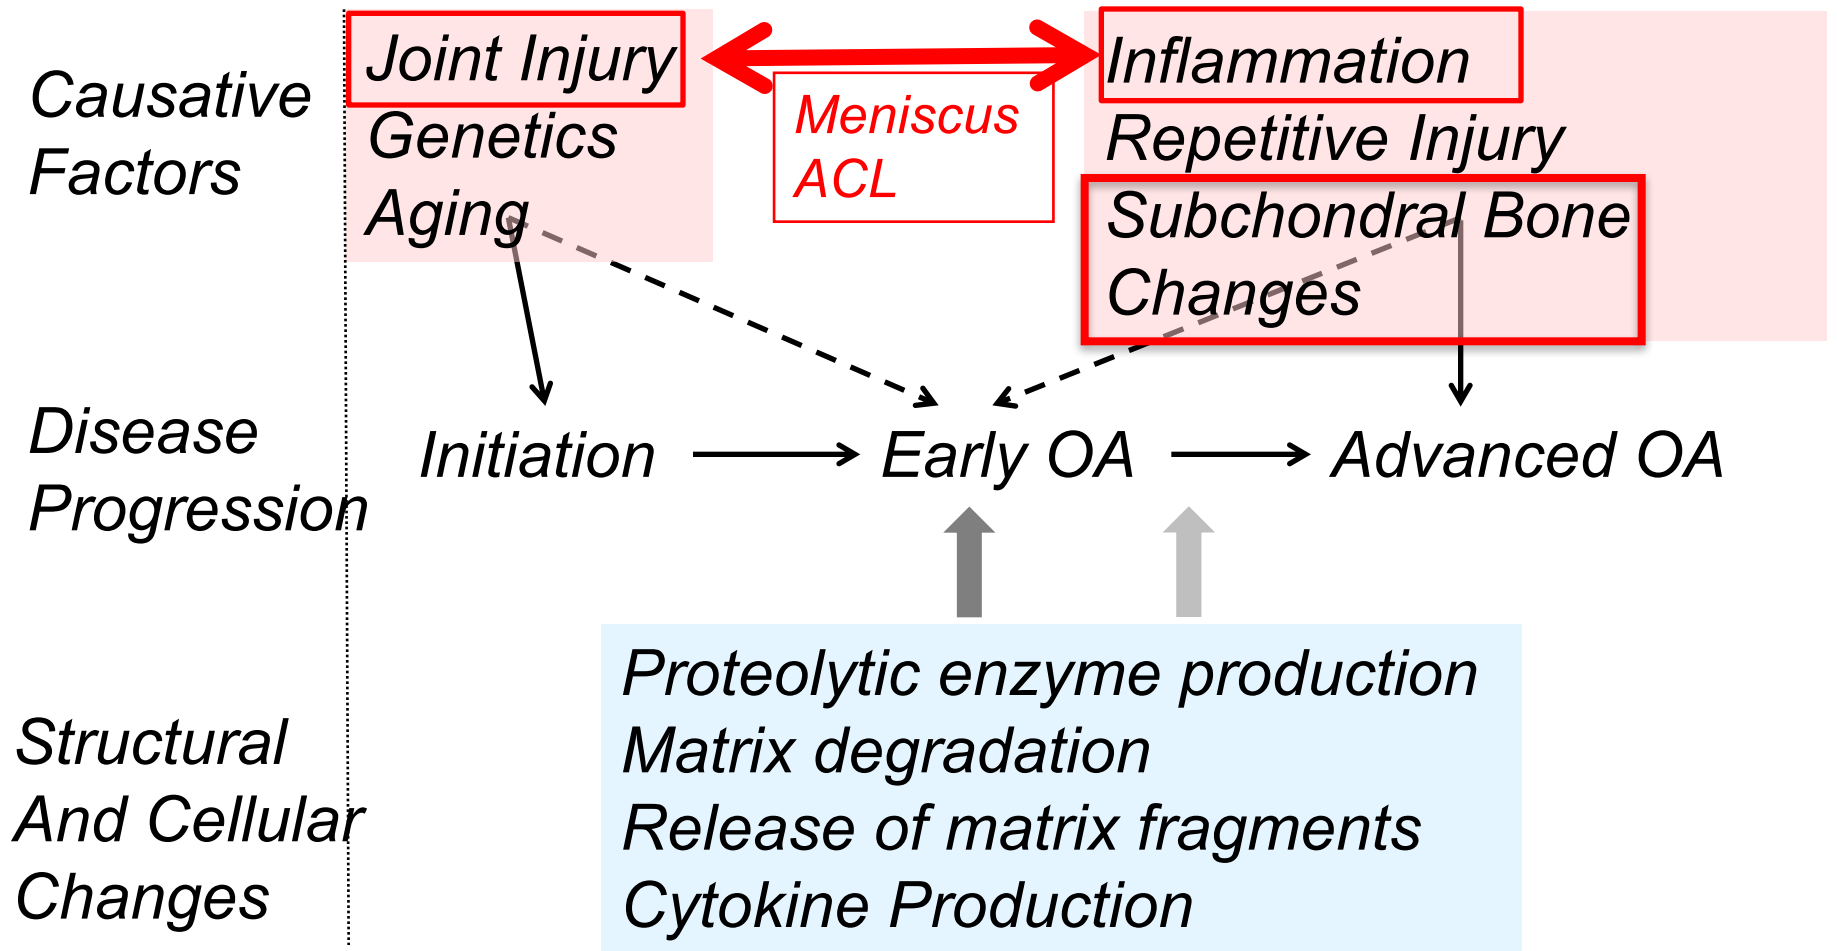 Causative
Factors
Joint Injury
Genetics
Aging
Meniscus
ACL
Inflammation
Repetitive Injury
Subchondral Bone
Changes
Disease
Progression
Initiation
Early OA
Advanced OA
Structural
And Cellular
Changes
Proteolytic enzyme production
Matrix degradation
Release of matrix fragments
Cytokine Production